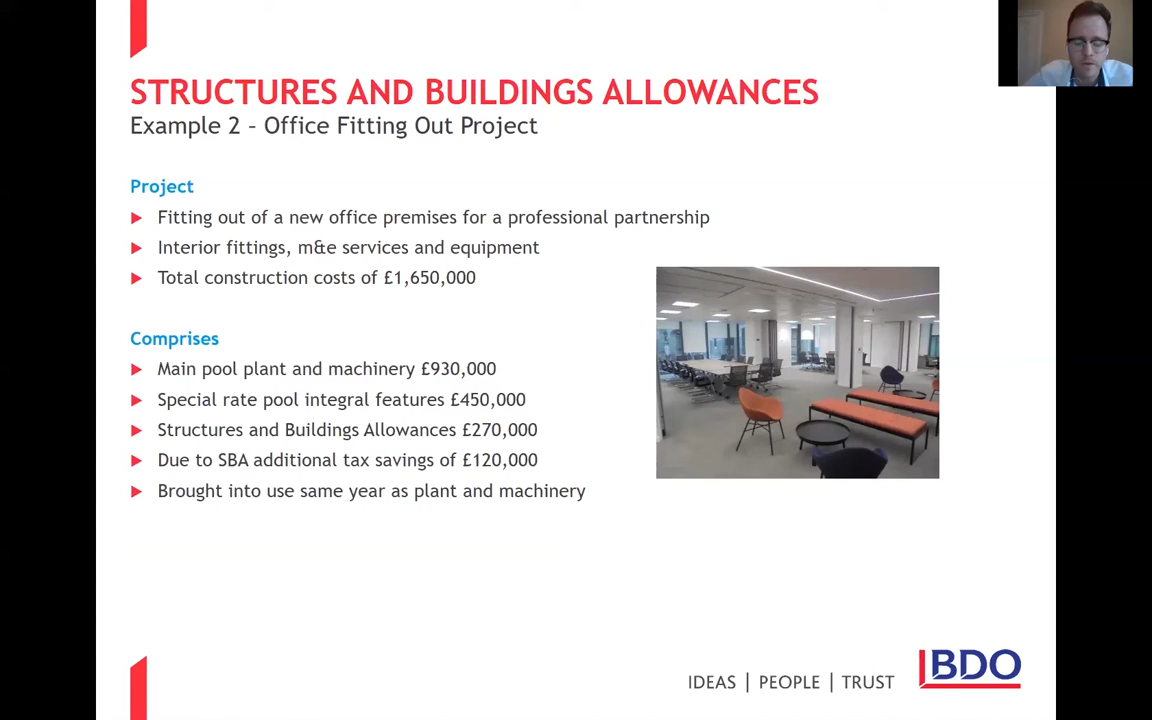 STRUCTURES AND BUILDINGS ALLOWANCES
Example 2 – Office Fitting Out Project
Project
Fitting out of a new office premises for a professional partnership
Interior fittings, m&e services and equipment
Total construction costs of £1,650,000
Comprises
Main pool plant and machinery £930,000
Special rate pool integral features £450,000
Structures and Buildings Allowances £270,000
Due to SBA additional tax savings of £120,000
Brought into use same year as plant and machinery
IDEAS | PEOPLE | TRUST
BDO